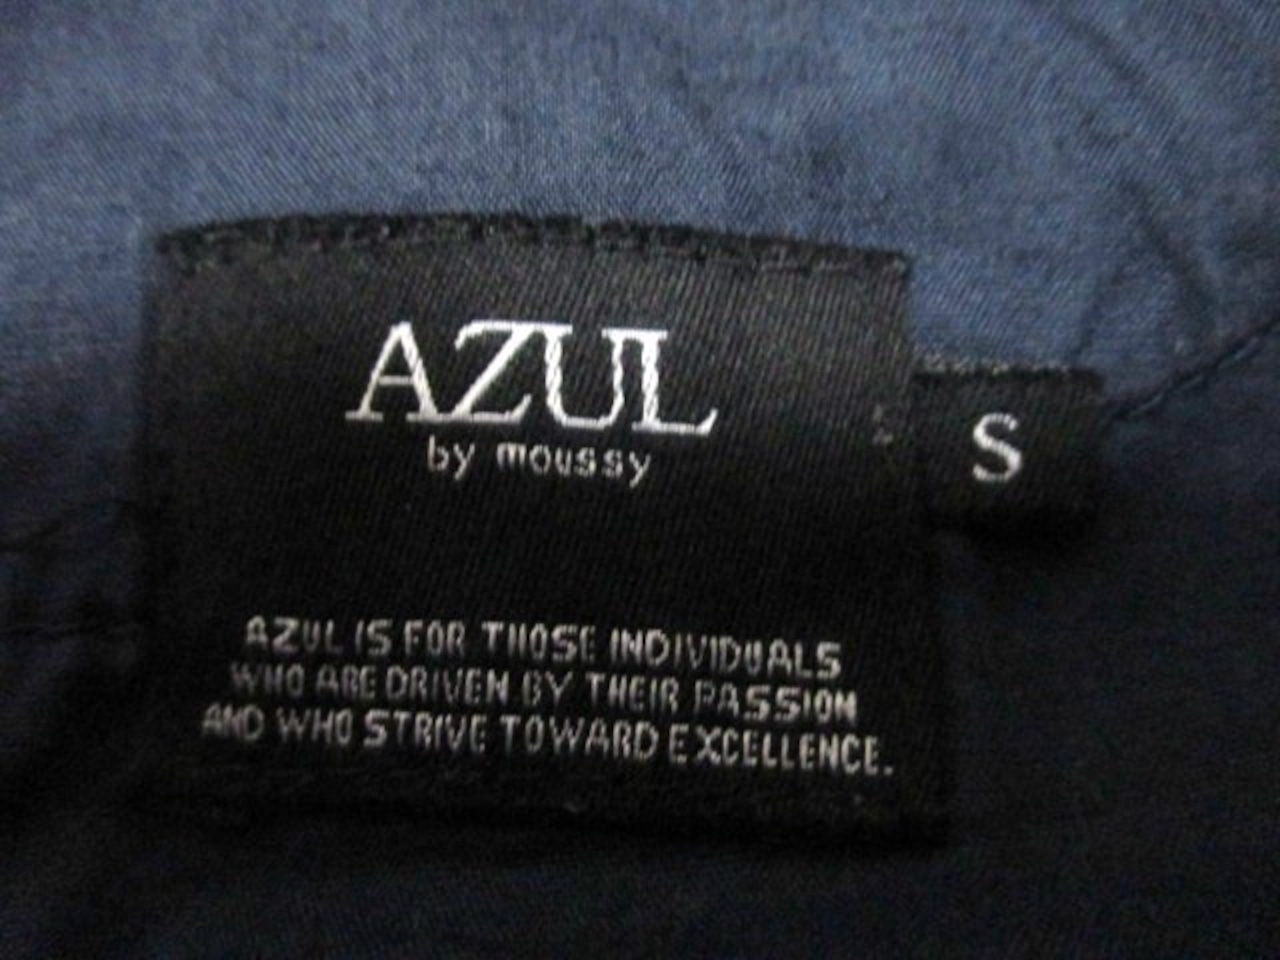 AZUL
by moussy
S
AZUL IS FOR THOSE INDIVIDUALS
WHO ARE DRIVEN BY THEIR PASSION
AND WHO STRIVE TOWARD EXCELLENCE.